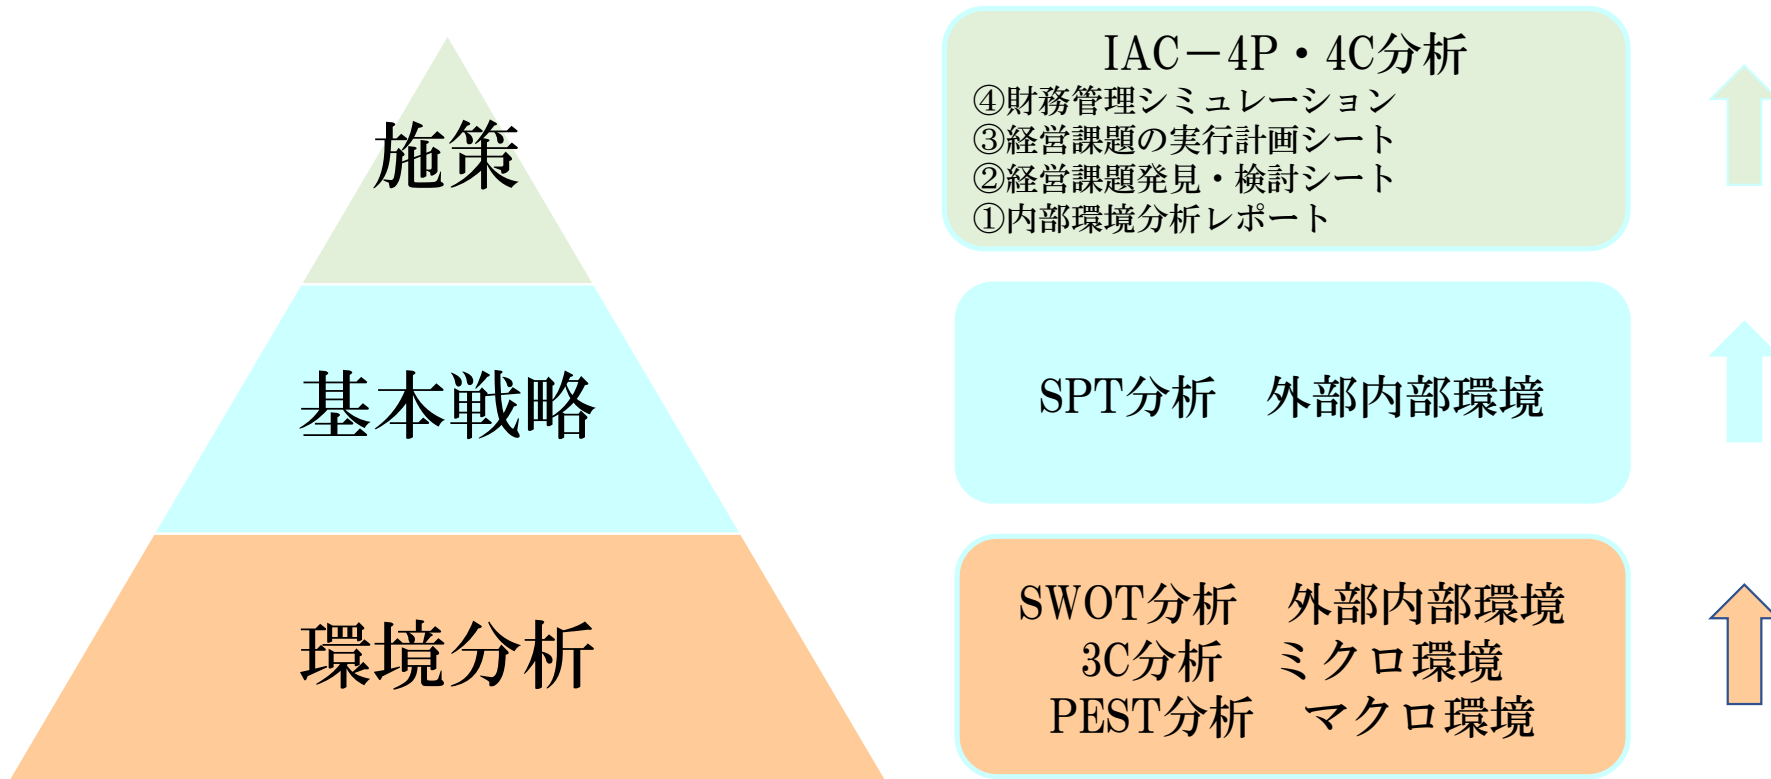 施策
基本戦略
環境分析
IAC－4P・4C分析
④財務管理シミュレーション
③経営課題の実行計画シート
②経営課題発見・検討シート
①内部環境分析レポート
SPT分析　外部内部環境
SWOT分析　外部内部環境
3C分析　ミクロ環境
PEST分析　マクロ環境